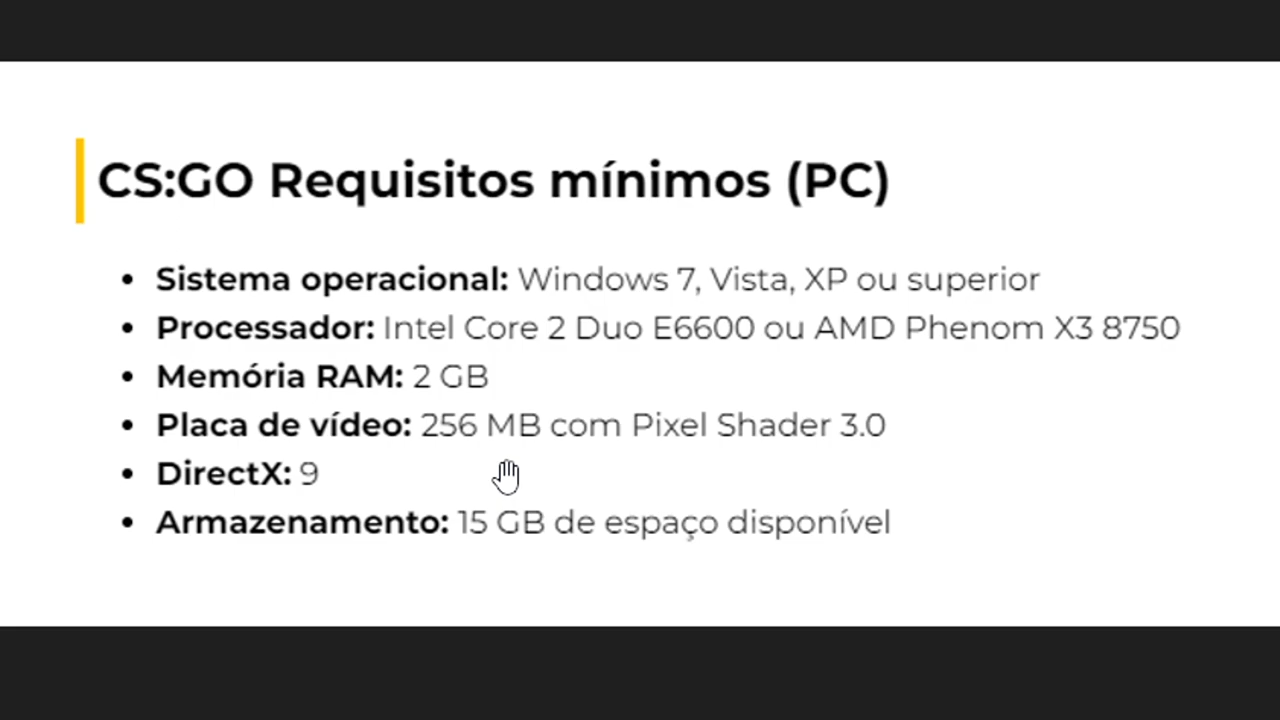 CS:GO Requisitos mínimos (PC)
• Sistema operacional: Windows 7, Vista, XP ou superior
• Processador: Intel Core 2 Duo E6600 ou AMD Phenom X3 8750
• Memória RAM: 2 GB
• Placa de vídeo: 256 MB com Pixel Shader 3.0
• DirectX: 9
• Armazenamento: 15 GB de espaço disponível